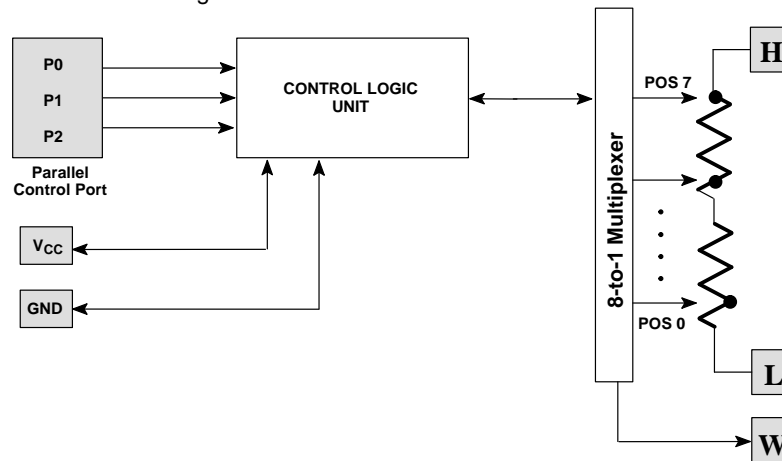 P0
P1
P2
Parallel
Control Port
CONTROL LOGIC
UNIT
VCC
GND
8-to-1 Multiplexer
POS 7
POS 0
H
L
W